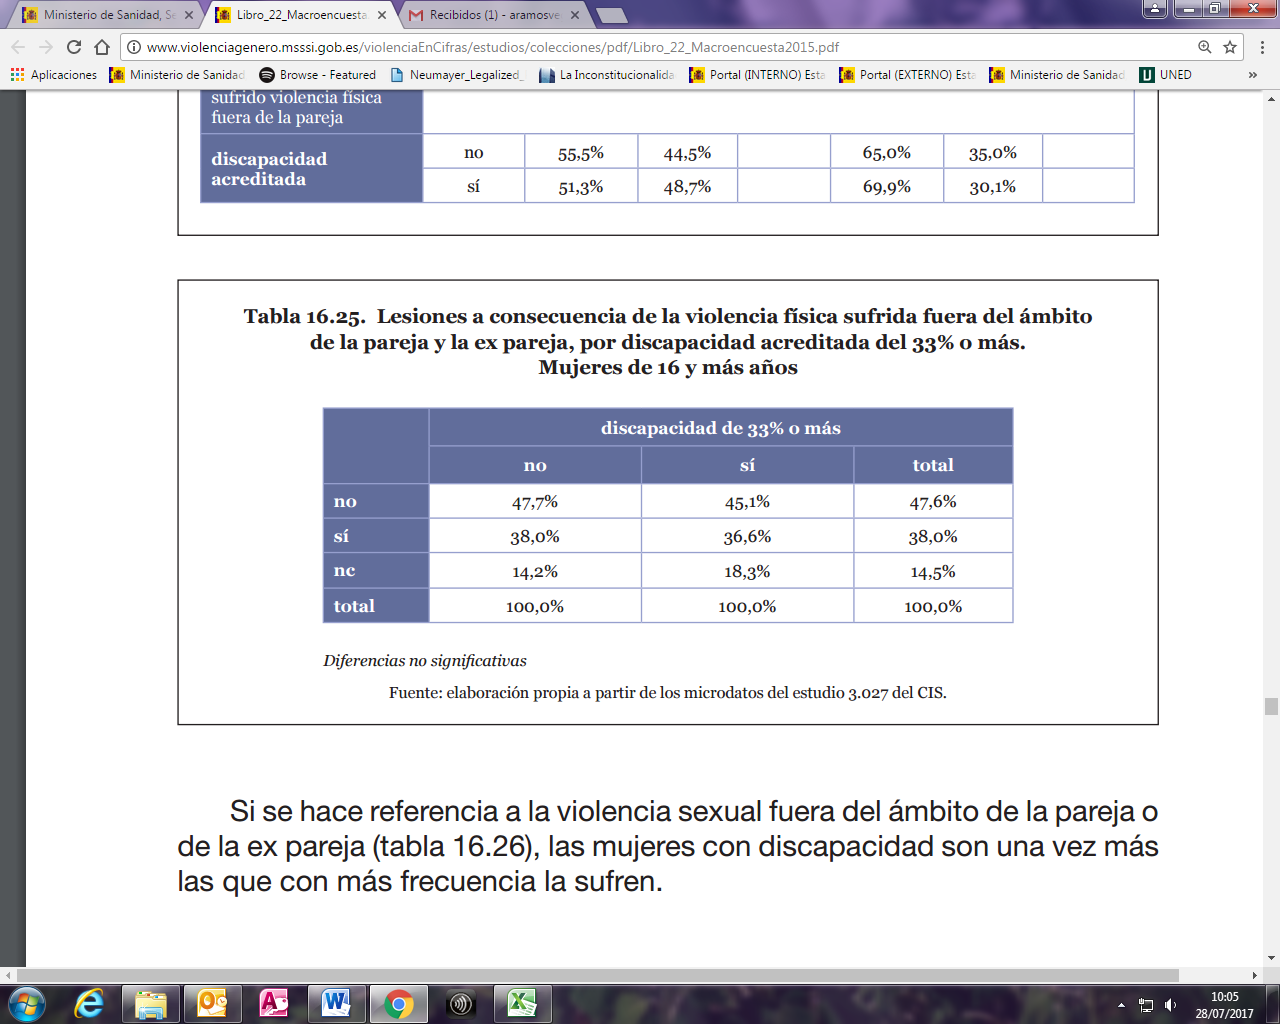 Ministerio de Sanidad, Se
Libro_22_Macroencuesta
Recibidos (1) - aramosve
www.violenciagenero.msssi.gob.es/violenciaEnCifras/estudios/colecciones/pdf/Libro_22_Macroencuesta2015.pdf
Aplicaciones Ministerio de Sanidad Browse - Featured Neumayer_Legalized_ La Inconstitucionalida Portal (INTERNO) Esta Portal (EXTERNO) Esta Ministerio de Sanidad UNED »
sufrido violencia física
fuera de la pareja
discapacidad
acreditada
no 55,5% 44,5% 65,0% 35,0%
sí 51,3% 48,7% 69,9% 30,1%
Tabla 16.25. Lesiones a consecuencia de la violencia física sufrida fuera del ámbito
de la pareja y la ex pareja, por discapacidad acreditada del 33% o más.
Mujeres de 16 y más años
discapacidad de 33% o más
no sí total
no 47,7% 45,1% 47,6%
sí 38,0% 36,6% 38,0%
nc 14,2% 18,3% 14,5%
total 100,0% 100,0% 100,0%
Diferencias no significativas
Fuente: elaboración propia a partir de los microdatos del estudio 3.027 del CIS.
Si se hace referencia a la violencia sexual fuera del ámbito de la pareja o
de la ex pareja (tabla 16.26), las mujeres con discapacidad son una vez más
las que con más frecuencia la sufren.
10:05
28/07/2017